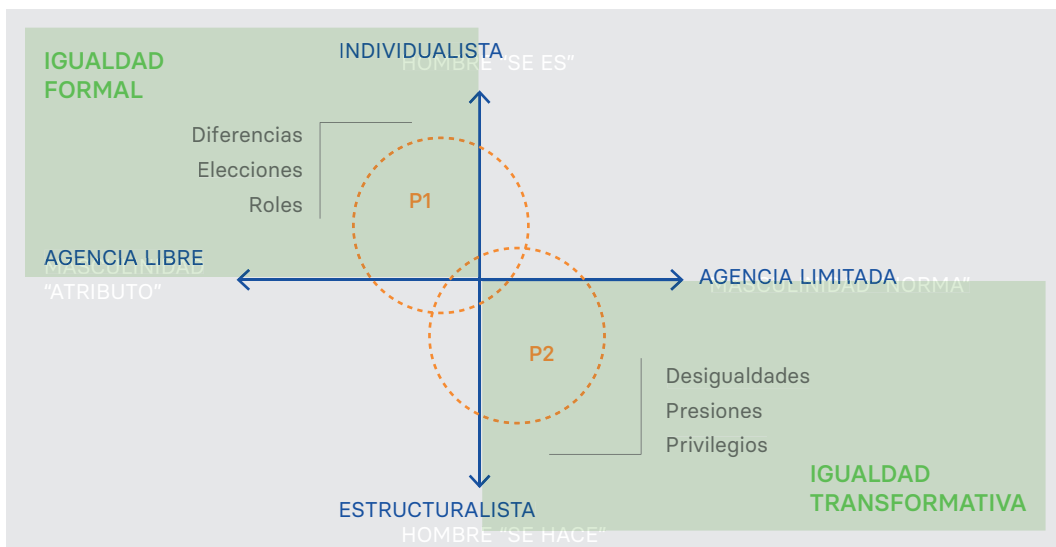 IGUALDAD
FORMAL
INDIVIDUALISTA
HOMBRE “SE ES”
Diferencias
Elecciones
Roles
P1
AGENCIA LIBRE
MASCULINIDAD
“ATRIBUTO”
AGENCIA LIMITADA
MASCULINIDAD “NORMA”
P2
Desigualdades
Presiones
Privilegios
IGUALDAD
TRANSFORMATIVA
ESTRUCTURALISTA
HOMBRE “SE HACE”